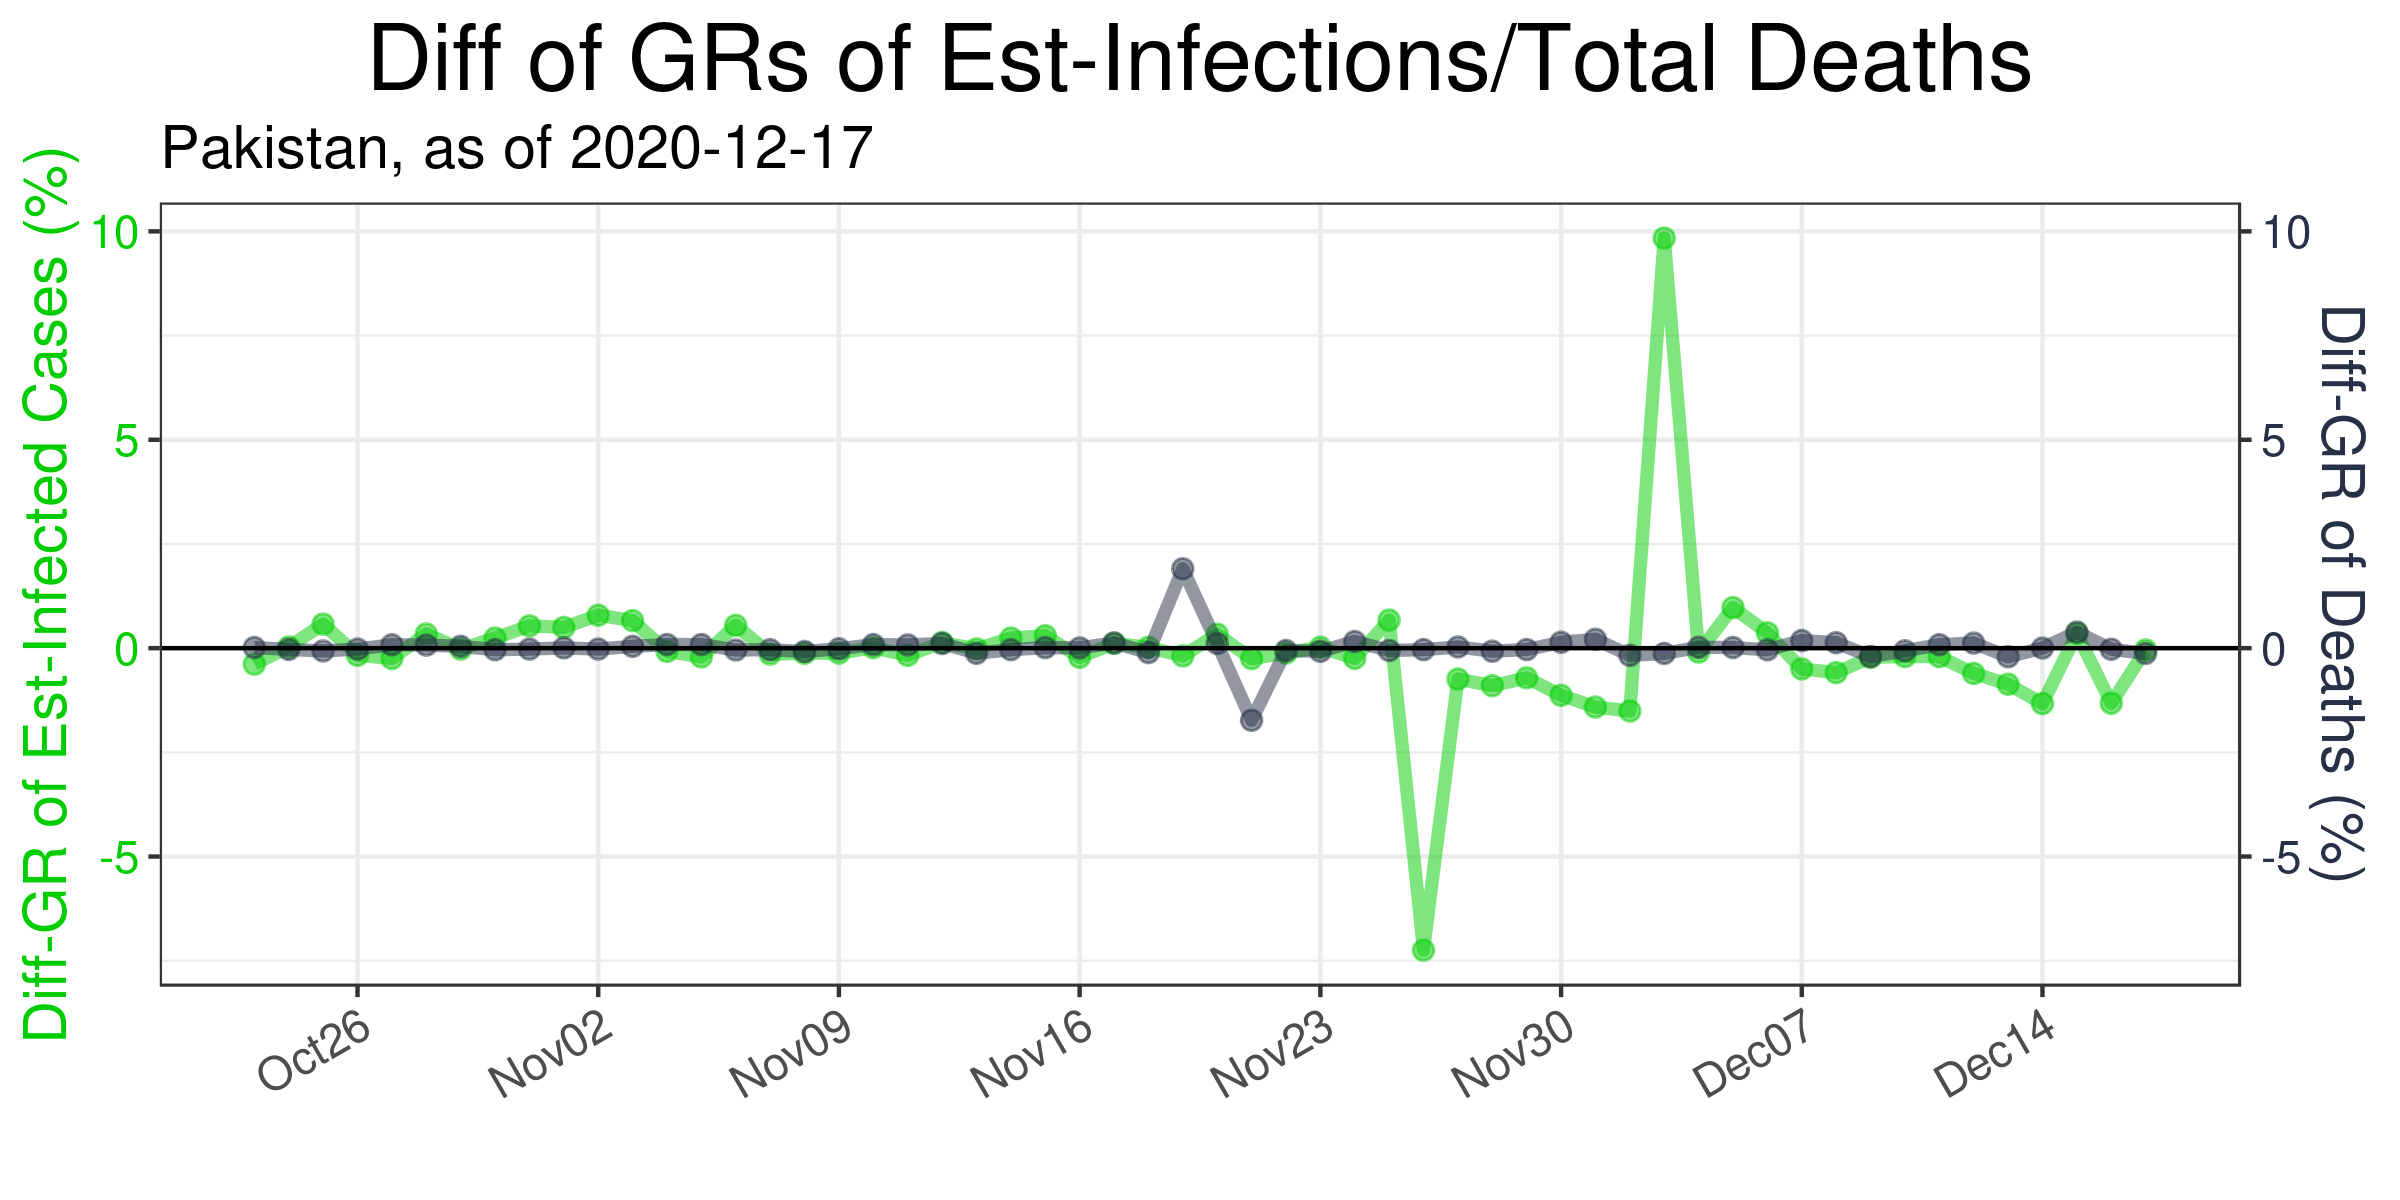 Diff of GRs of Est-Infections/Total Deaths
Pakistan, as of 2020-12-17
Diff-GR of Est-Infected Cases (%)
10
5
0
-5
10
5
0
-5
Diff-GR of Deaths (%)
Oct26
Nov02
Nov09
Nov16
Nov23
Nov30
Dec07
Dec14